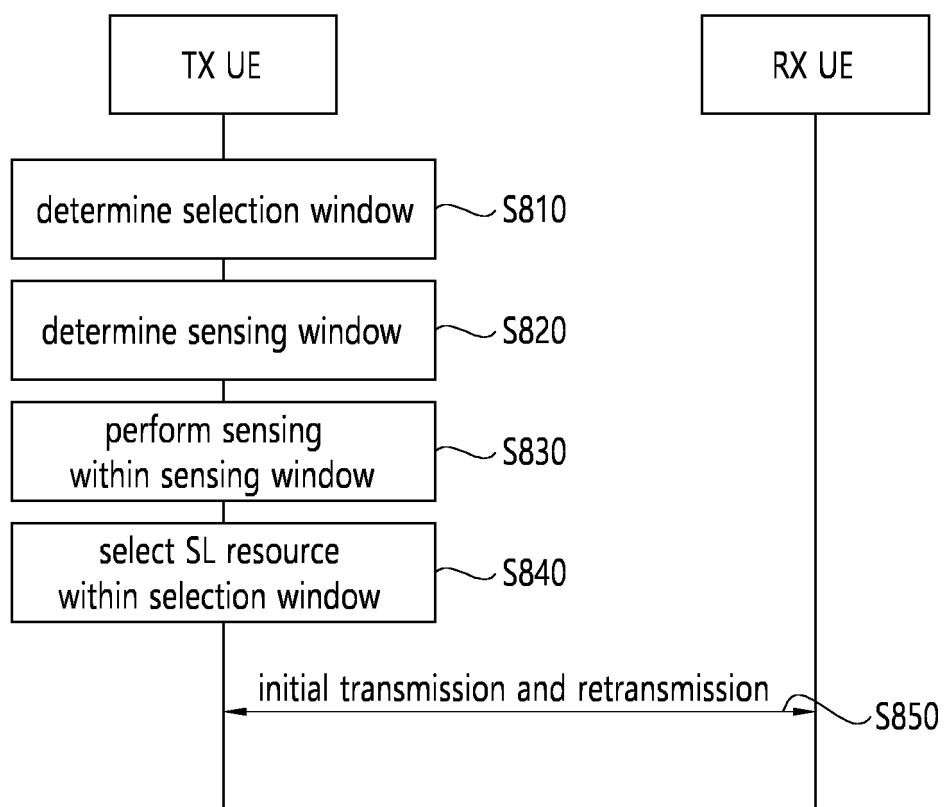 TX UE
RX UE
determine selection window
S810
determine sensing window
S820
perform sensing
within sensing window
S830
select SL resource
within selection window
S840
initial transmission and retransmission
S850